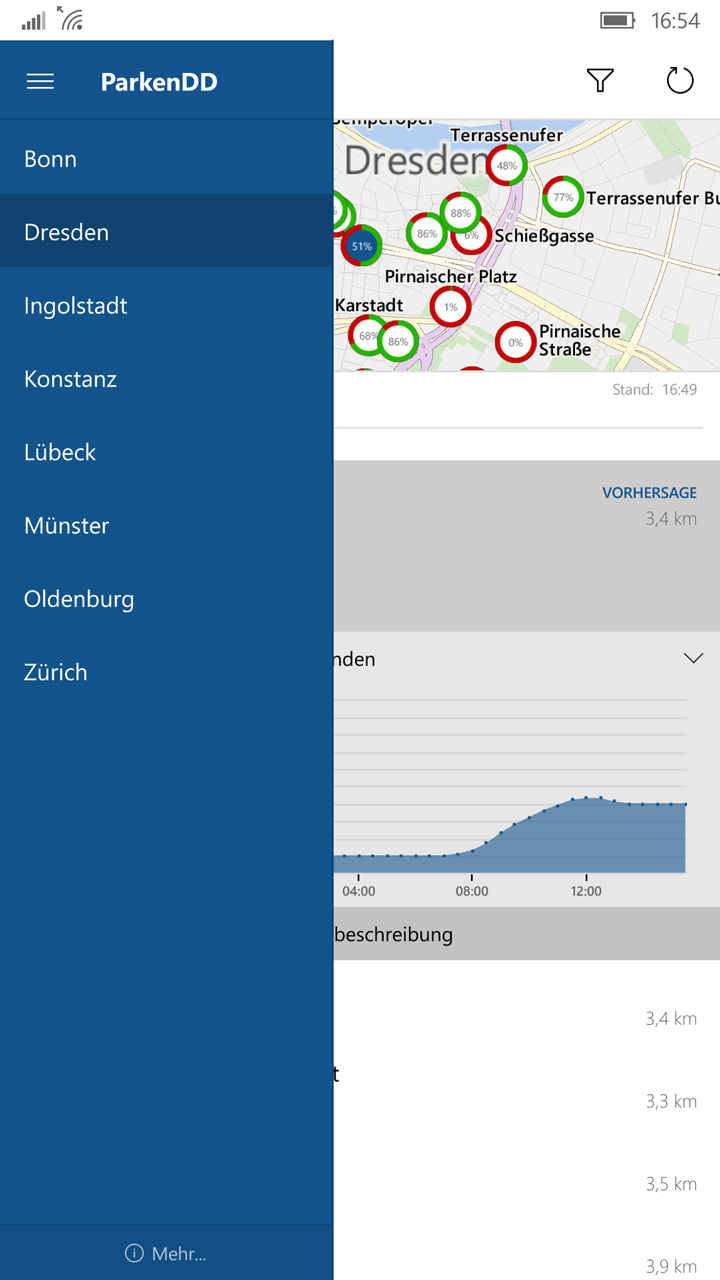 16:54
ParkenDD
Bonn
Dresden
Ingolstadt
Konstanz
Lübeck
Münster
Oldenburg
Zürich
Mehr...
Semperoper
Terrassenufer
Dresden
48%
77%
Terrassenufer Bu
88%
86%
6%
Schießgasse
51%
Pirnaischer Platz
Karstadt
1%
68%
86%
0%
Pirnaische
Straße
Stand: 16:49
VORHERSAGE
3,4 km
nden
04:00
08:00
12:00
beschreibung
3,4 km
t
3,3 km
3,5 km
3,9 km